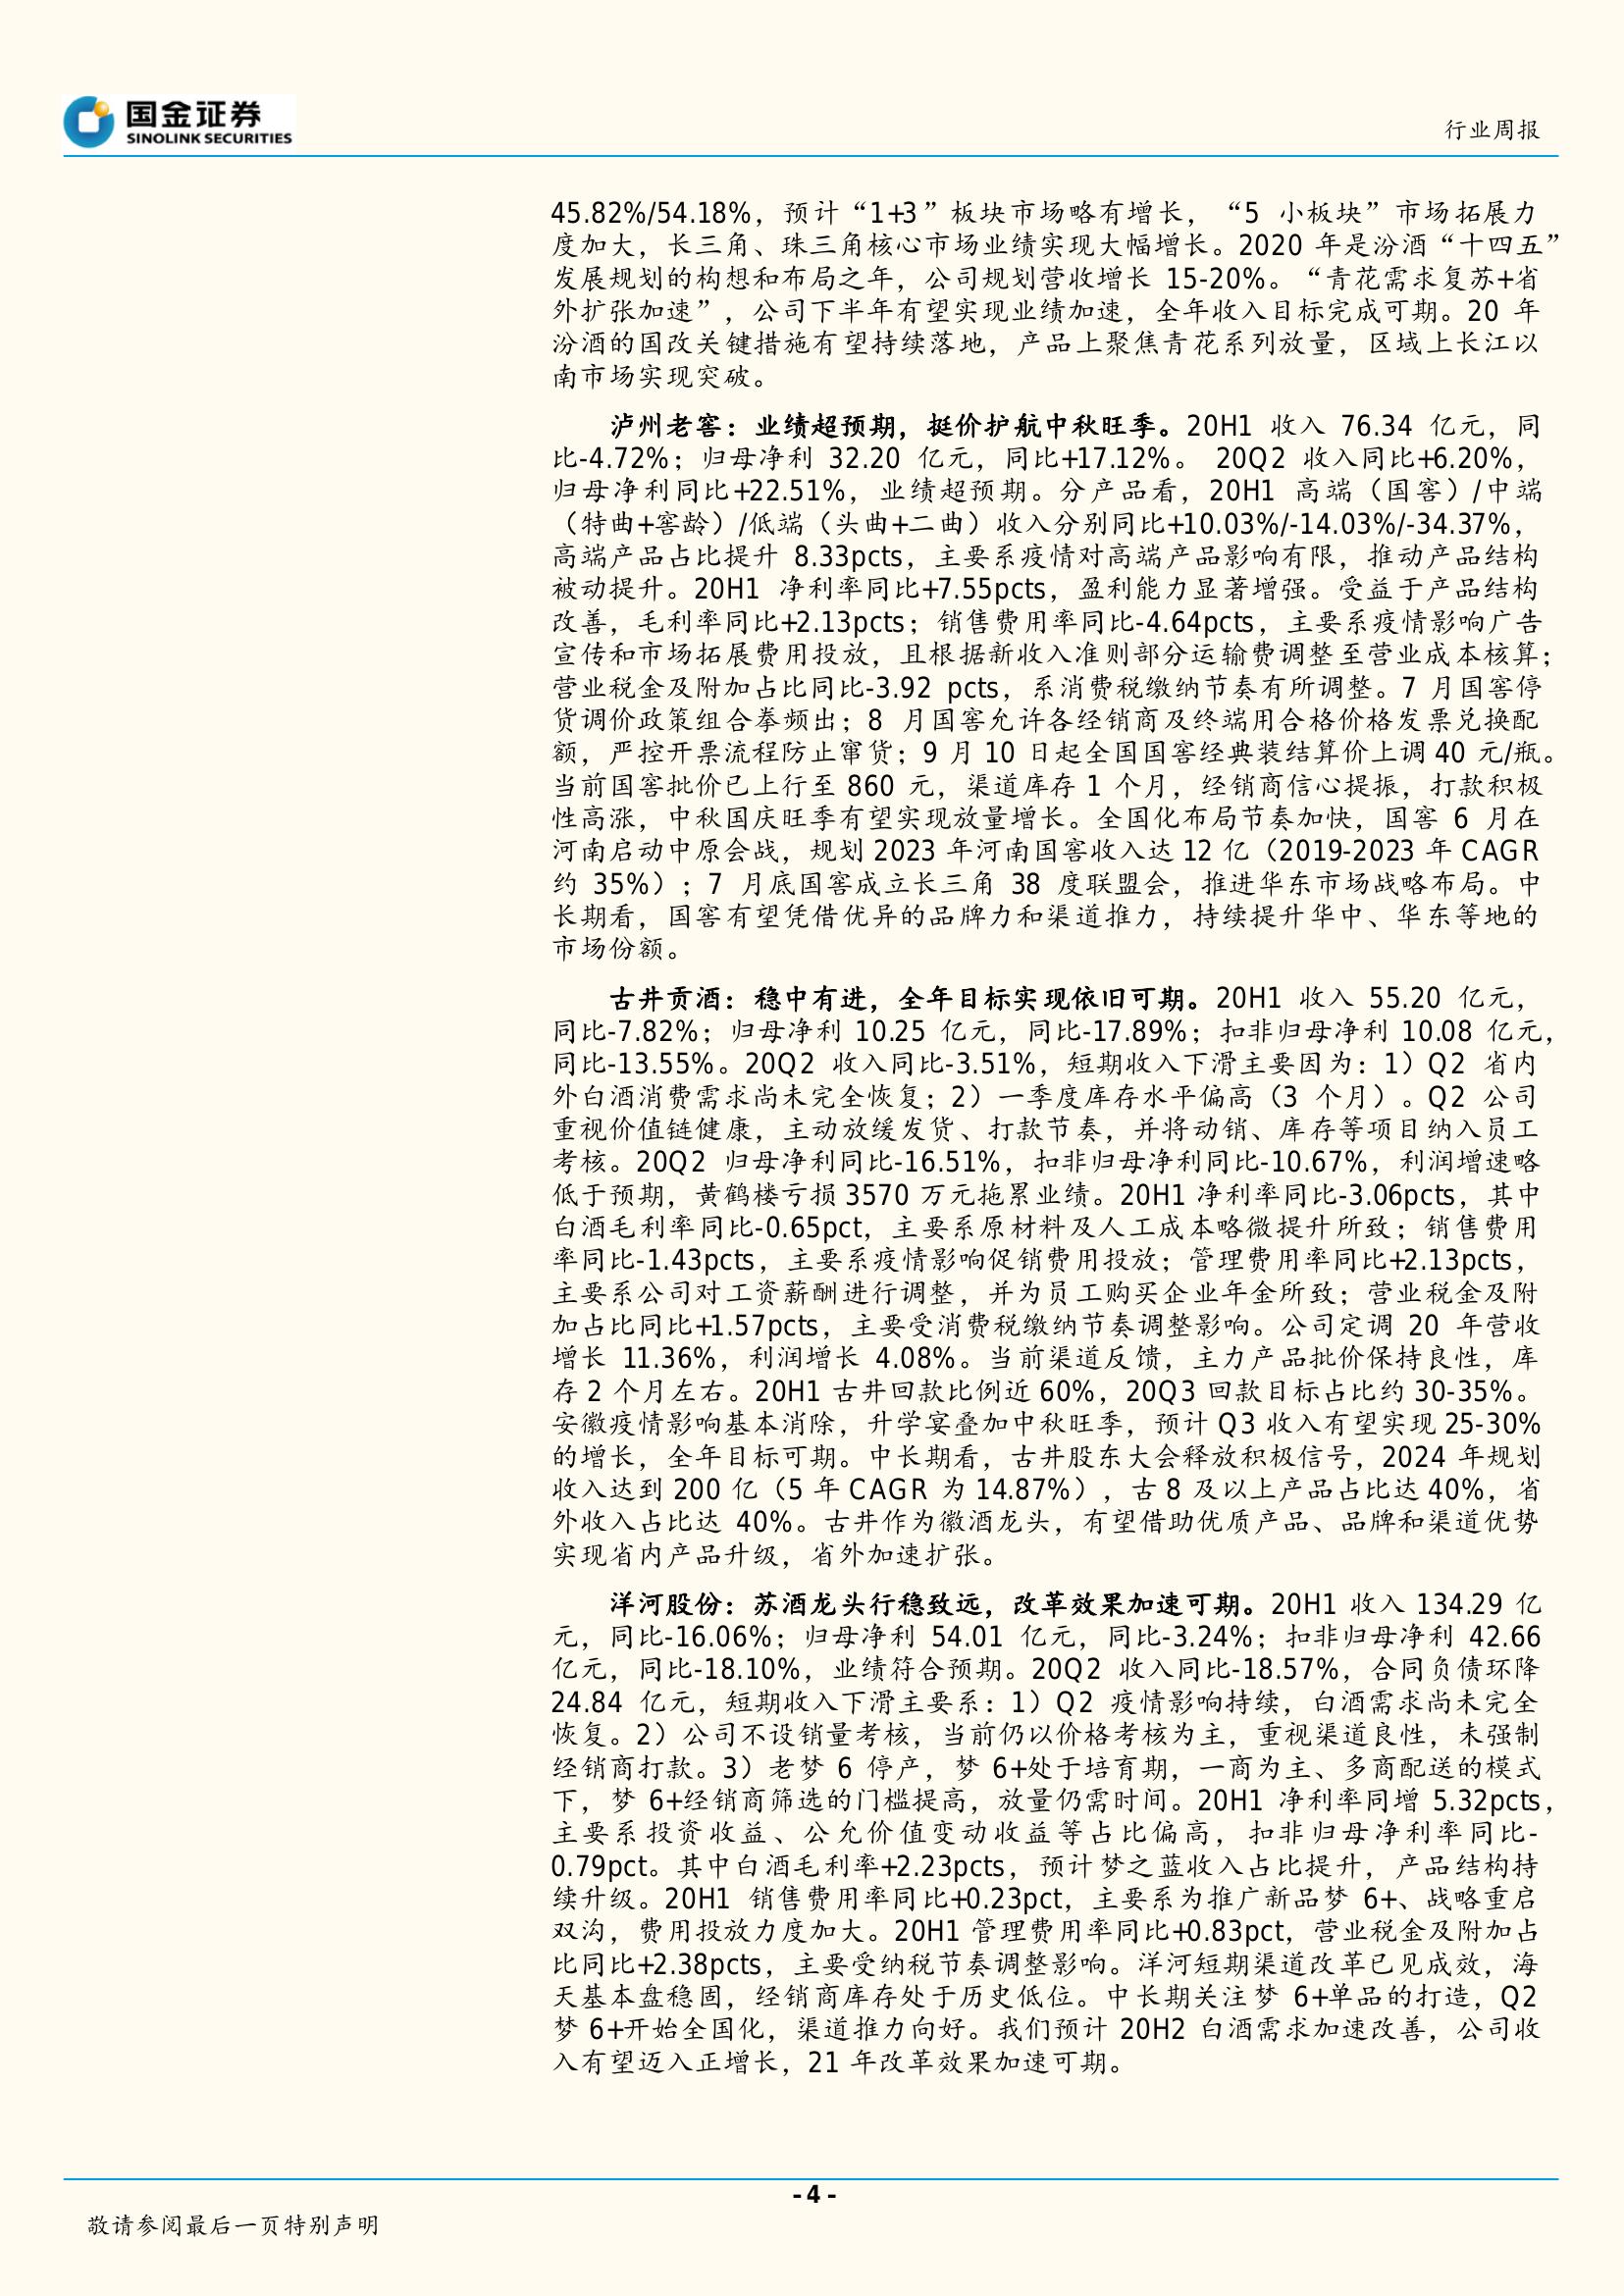 国金证券
SINOLINK SECURITIES
行业周报
45.82%/54.18%，预计“1+3”板块市场略有增长，“5 小板块”市场拓展力
度加大，长三角、珠三角核心市场业绩实现大幅增长。2020 年是汾酒“十四五”
发展规划的构想和布局之年，公司规划营收增长 15-20%。“青花需求复苏+省
外扩张加速”，公司下半年有望实现业绩加速，全年收入目标完成可期。20 年
汾酒的国改关键措施有望持续落地，产品上聚焦青花系列放量，区域上长江以
南市场实现突破。
泸州老窖：业绩超预期，挺价护航中秋旺季。20H1 收入 76.34 亿元，同
比-4.72%；归母净利 32.20 亿元，同比+17.12%。 20Q2 收入同比+6.20%，
归母净利同比+22.51%，业绩超预期。分产品看，20H1 高端（国窖）/中端
（特曲+窖龄）/低端（头曲+二曲）收入分别同比+10.03%/-14.03%/-34.37%，
高端产品占比提升 8.33pcts，主要系疫情对高端产品影响有限，推动产品结构
被动提升。20H1 净利率同比+7.55pcts，盈利能力显著增强。受益于产品结构
改善，毛利率同比+2.13pcts；销售费用率同比-4.64pcts，主要系疫情影响广告
宣传和市场拓展费用投放，且根据新收入准则部分运输费调整至营业成本核算；
营业税金及附加占比同比-3.92 pcts，系消费税缴纳节奏有所调整。7 月国窖停
货调价政策组合拳频出；8 月国窖允许各经销商及终端用合格价格发票兑换配
额，严控开票流程防止窜货；9 月 10 日起全国国窖经典装结算价上调 40 元/瓶。
当前国窖批价已上行至 860 元，渠道库存 1 个月，经销商信心提振，打款积极
性高涨，中秋国庆旺季有望实现放量增长。全国化布局节奏加快，国窖 6 月在
河南启动中原会战，规划 2023 年河南国窖收入达 12 亿（2019-2023 年 CAGR
约 35%）；7 月底国窖成立长三角 38 度联盟会，推进华东市场战略布局。中
长期看，国窖有望凭借优异的品牌力和渠道推力，持续提升华中、华东等地的
市场份额。
古井贡酒：稳中有进，全年目标实现依旧可期。20H1 收入 55.20 亿元，
同比-7.82%；归母净利 10.25 亿元，同比-17.89%；扣非归母净利 10.08 亿元，
同比-13.55%。20Q2 收入同比-3.51%，短期收入下滑主要因为：1）Q2 省内
外白酒消费需求尚未完全恢复；2）一季度库存水平偏高（3 个月）。Q2 公司
重视价值链健康，主动放缓发货、打款节奏，并将动销、库存等项目纳入员工
考核。20Q2 归母净利同比-16.51%，扣非归母净利同比-10.67%，利润增速略
低于预期，黄鹤楼亏损 3570 万元拖累业绩。20H1 净利率同比-3.06pcts，其中
白酒毛利率同比-0.65pct，主要系原材料及人工成本略微提升所致；销售费用
率同比-1.43pcts，主要系疫情影响促销费用投放；管理费用率同比+2.13pcts，
主要系公司对工资薪酬进行调整，并为员工购买企业年金所致；营业税金及附
加占比同比+1.57pcts，主要受消费税缴纳节奏调整影响。公司定调 20 年营收
增长 11.36%，利润增长 4.08%。当前渠道反馈，主力产品批价保持良性，库
存 2 个月左右。20H1 古井回款比例近 60%，20Q3 回款目标占比约 30-35%。
安徽疫情影响基本消除，升学宴叠加中秋旺季，预计 Q3 收入有望实现 25-30%
的增长，全年目标可期。中长期看，古井股东大会释放积极信号，2024 年规划
收入达到 200 亿（5 年 CAGR 为 14.87%），古 8 及以上产品占比达 40%，省
外收入占比达 40%。古井作为徽酒龙头，有望借助优质产品、品牌和渠道优势
实现省内产品升级，省外加速扩张。
洋河股份：苏酒龙头行稳致远，改革效果加速可期。20H1 收入 134.29 亿
元，同比-16.06%；归母净利 54.01 亿元，同比-3.24%；扣非归母净利 42.66
亿元，同比-18.10%，业绩符合预期。20Q2 收入同比-18.57%，合同负债环降
24.84 亿元，短期收入下滑主要系：1）Q2 疫情影响持续，白酒需求尚未完全
恢复。2）公司不设销量考核，当前仍以价格考核为主，重视渠道良性，未强制
经销商打款。3）老梦 6 停产，梦 6+处于培育期，一商为主、多商配送的模式
下，梦 6+经销商筛选的门槛提高，放量仍需时间。20H1 净利率同增 5.32pcts，
主要系投资收益、公允价值变动收益等占比偏高，扣非归母净利率同比-
0.79pct。其中白酒毛利率+2.23pcts，预计梦之蓝收入占比提升，产品结构持
续升级。20H1 销售费用率同比+0.23pct，主要系为推广新品梦 6+、战略重启
双沟，费用投放力度加大。20H1 管理费用率同比+0.83pct，营业税金及附加占
比同比+2.38pcts，主要受纳税节奏调整影响。洋河短期渠道改革已见成效，海
天基本盘稳固，经销商库存处于历史低位。中长期关注梦 6+单品的打造，Q2
梦 6+开始全国化，渠道推力向好。我们预计 20H2 白酒需求加速改善，公司收
入有望迈入正增长，21 年改革效果加速可期。
- 4 -
敬请参阅最后一页特别声明